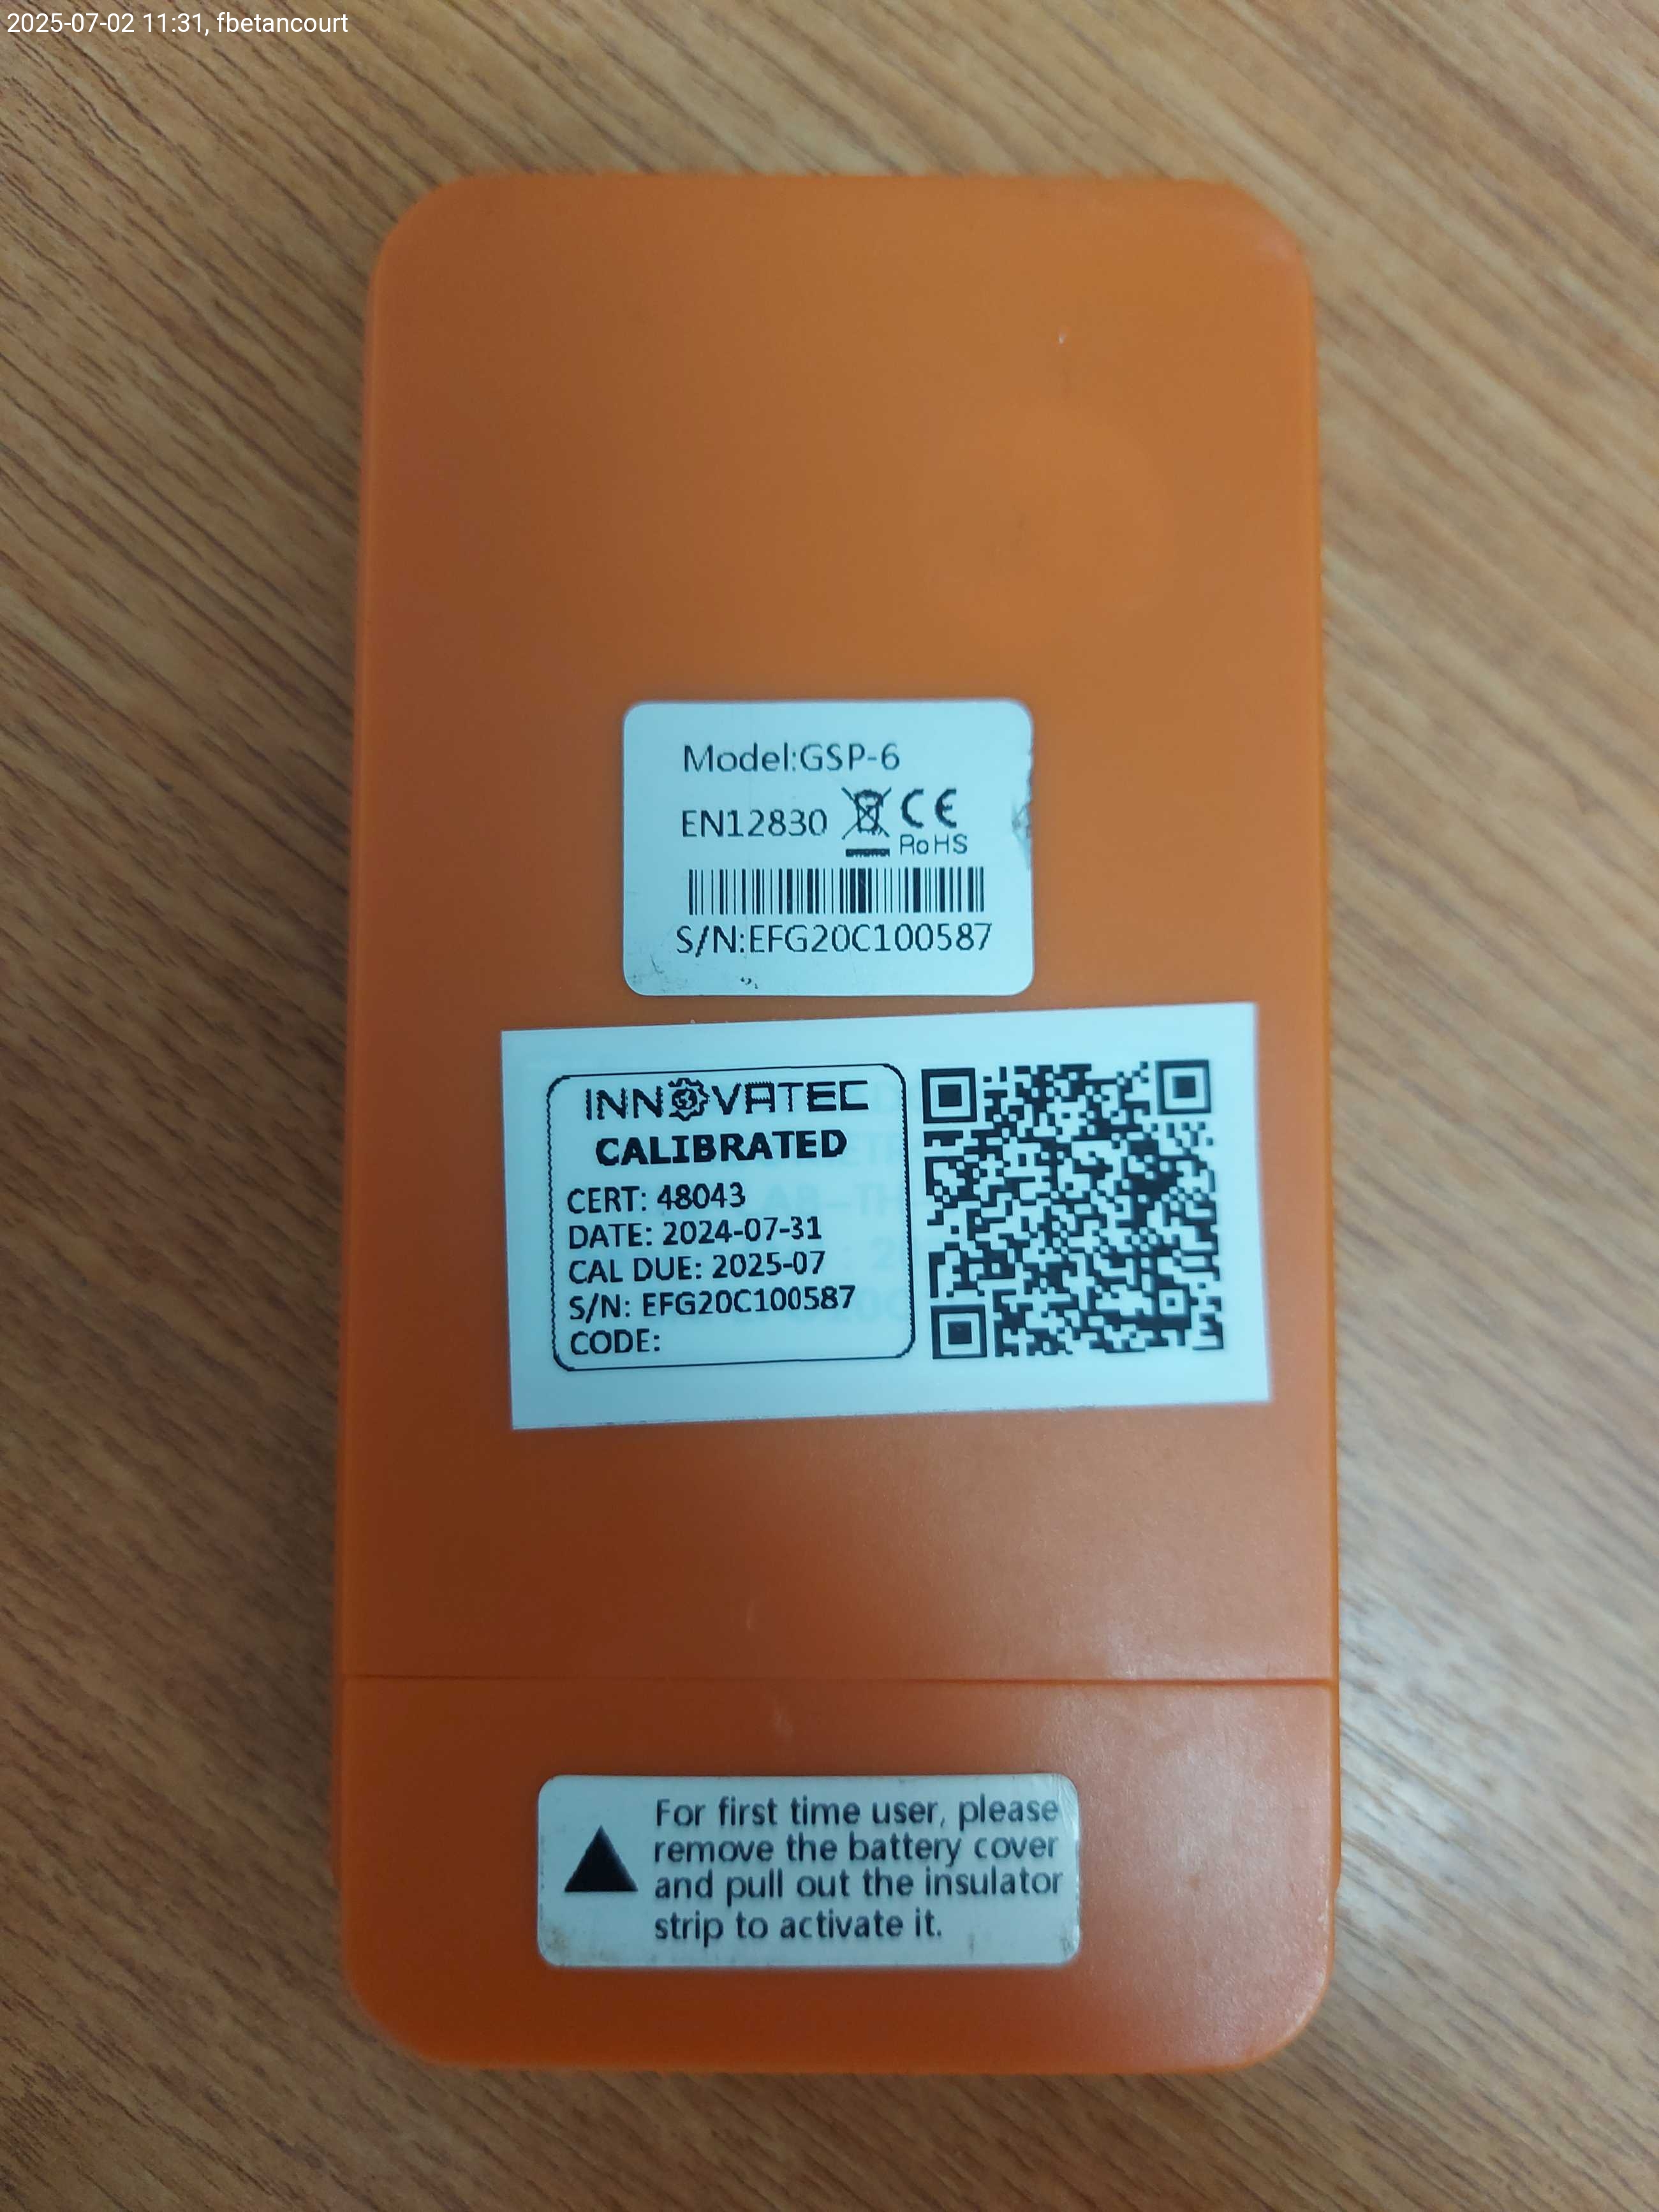 2025-07-02 11:31, fbetancourt
Model:GSP-6
EN12830 CE
RoHS
S/N:EFG20C100587
INNOVATEC
CALIBRATED
CERT: 48043
DATE: 2024-07-31
CAL DUE: 2025-07
S/N: EFG20C100587
CODE:
For first time user, please
remove the battery cover
and pull out the insulator
strip to activate it.